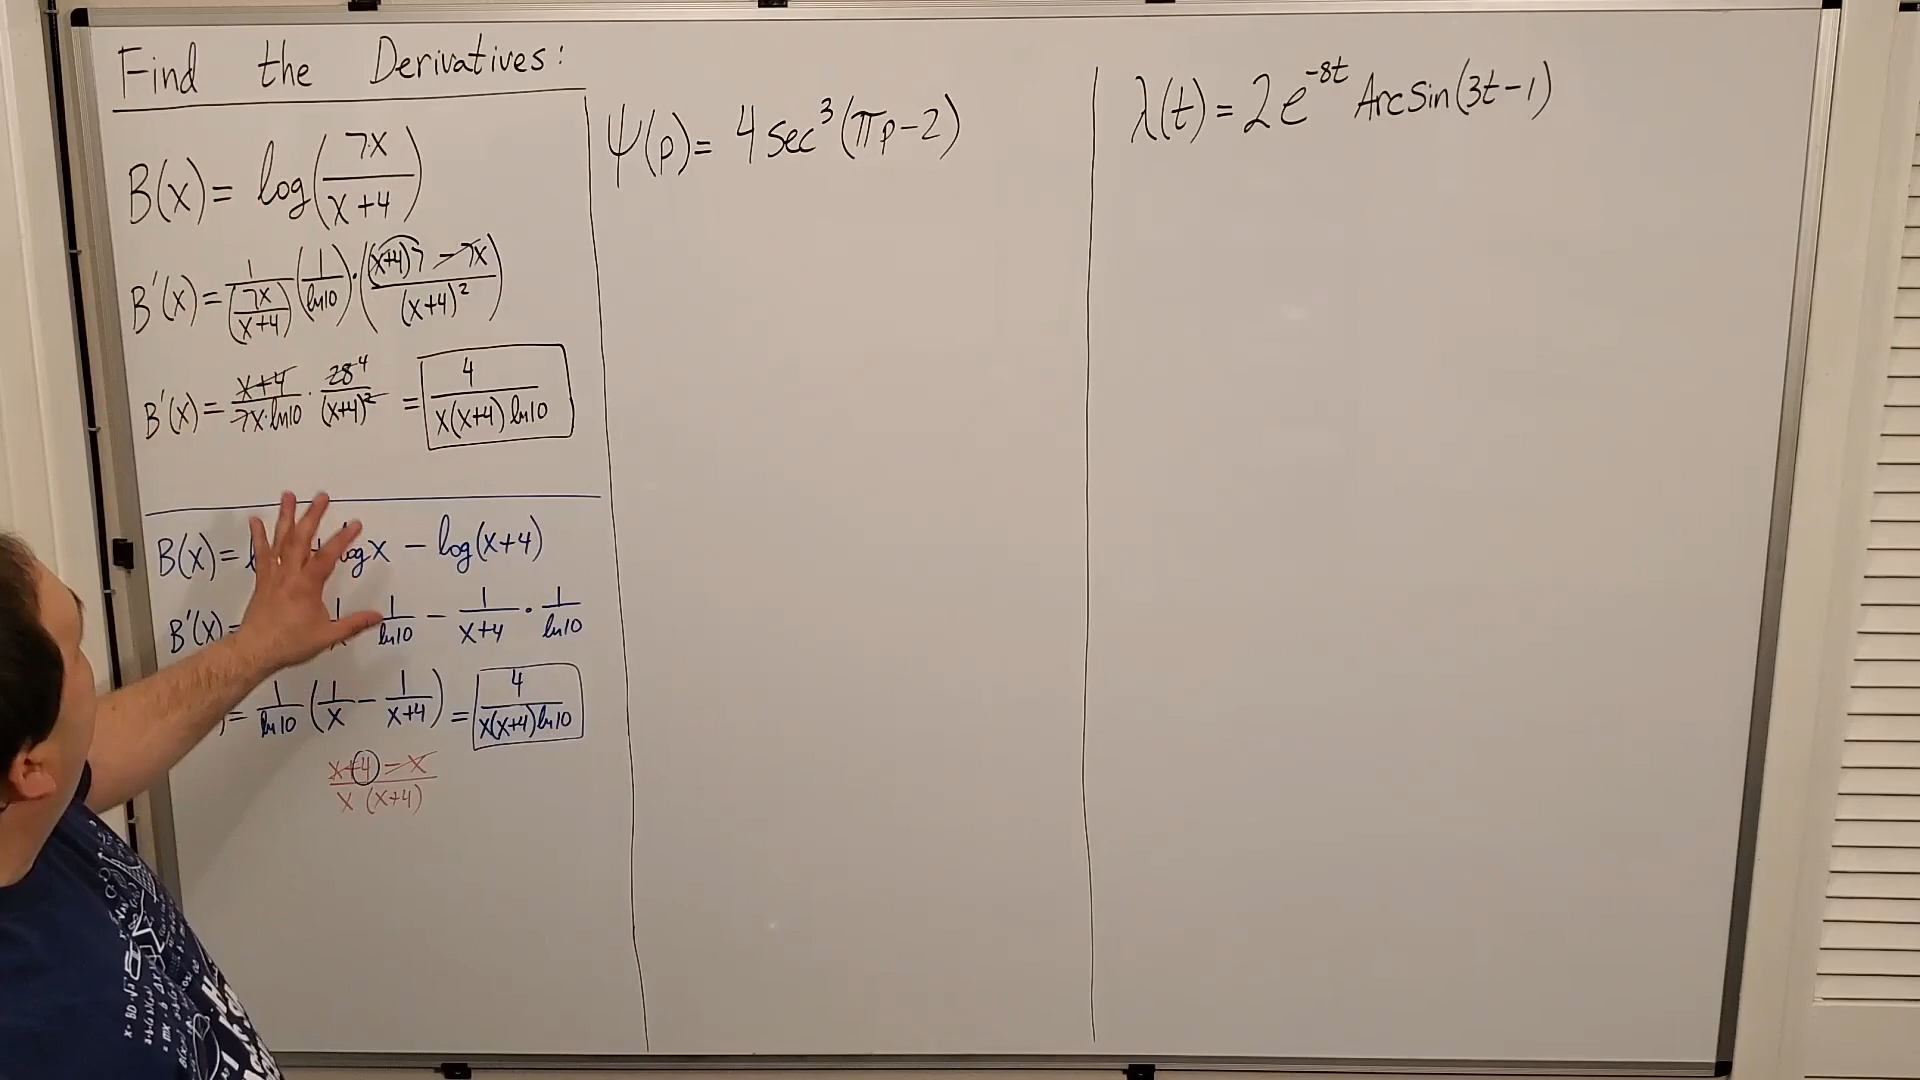 Find the Derivatives:
B(x) = log(7x/(x+4))
B'(x) = 1/(7x/(x+4)) (1/ln10) · (((x+4)7 - 7x)/(x+4)²)
B'(x) = (x+4)/(7x·ln10) · 28 4/(x+4)² = 4/(x(x+4)ln10)
B(x) = log x - log(x+4)
B'(x) 1/ln10 - 1/(x+4) · 1/ln10
= 1/ln10 (1/x - 1/(x+4)) = 4/(x(x+4)ln10)
(x+4-x)/(x(x+4))
ψ(p) = 4 sec³(πp-2)
λ(t) = 2e^(-8t) ArcSin(3t-1)